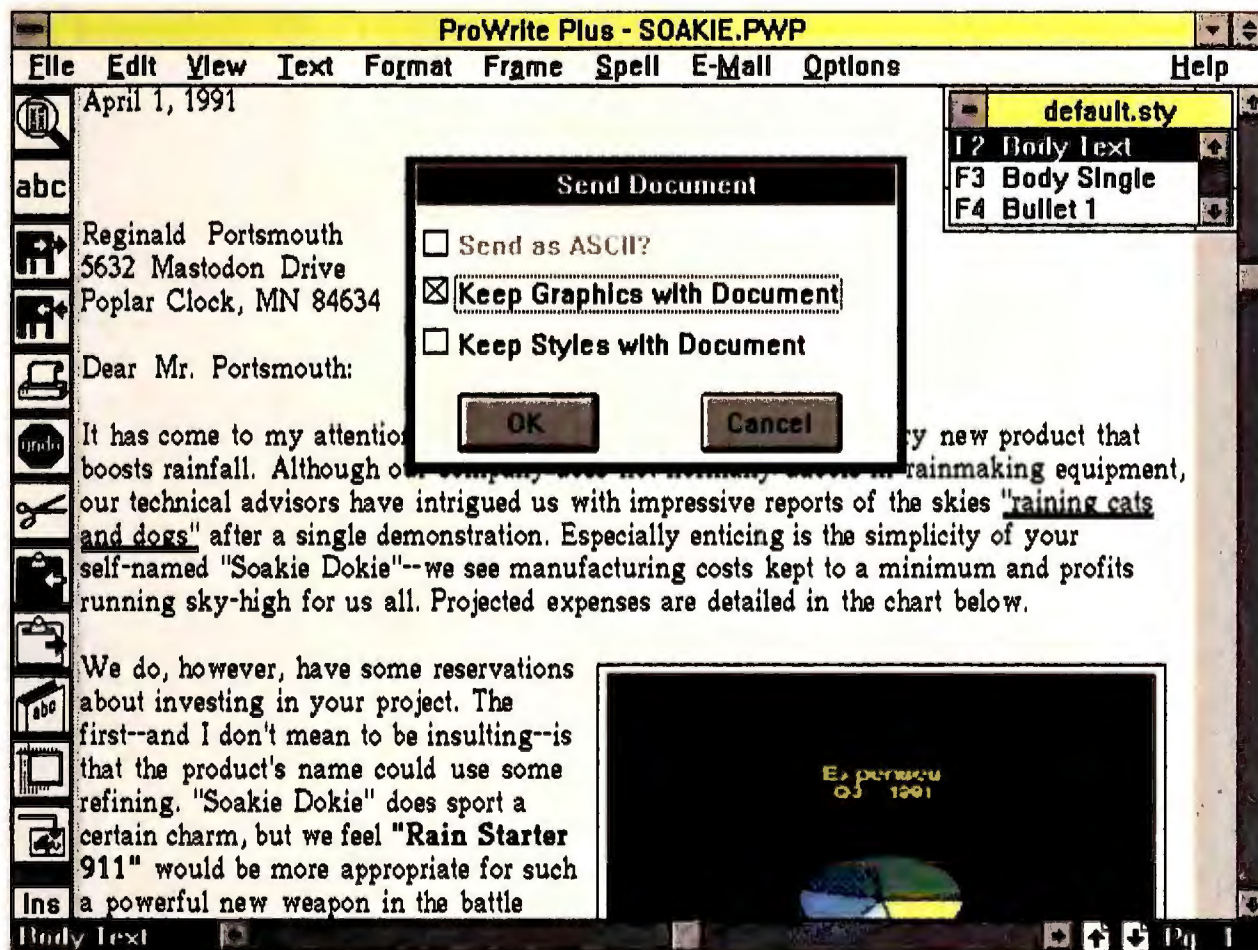 ProWrite Plus - SOAKIE.PWP
File Edit View Text Format Frame Spell E-Mail Options Help
April 1, 1991
default.sty
F2 Body Text
F3 Body Single
F4 Bullet 1
abc
Send Document
Send as ASCII?
Keep Graphics with Document
Keep Styles with Document
OK Cancel
Reginald Portsmouth
5632 Mastodon Drive
Poplar Clock, MN 84634
Dear Mr. Portsmouth:
undo
It has come to my new product that
boosts rainfall. Although rainmaking equipment,
our technical advisors have intrigued us with impressive reports of the skies "raining cats
and dogs" after a single demonstration. Especially enticing is the simplicity of your
self-named "Soakie Dokie"--we see manufacturing costs kept to a minimum and profits
running sky-high for us all. Projected expenses are detailed in the chart below.
We do, however, have some reservations
about investing in your project. The
first--and I don't mean to be insulting--is
that the product's name could use some
refining. "Soakie Dokie" does sport a
certain charm, but we feel "Rain Starter
911" would be more appropriate for such
a powerful new weapon in the battle
abc
1991
Ins
Body Text